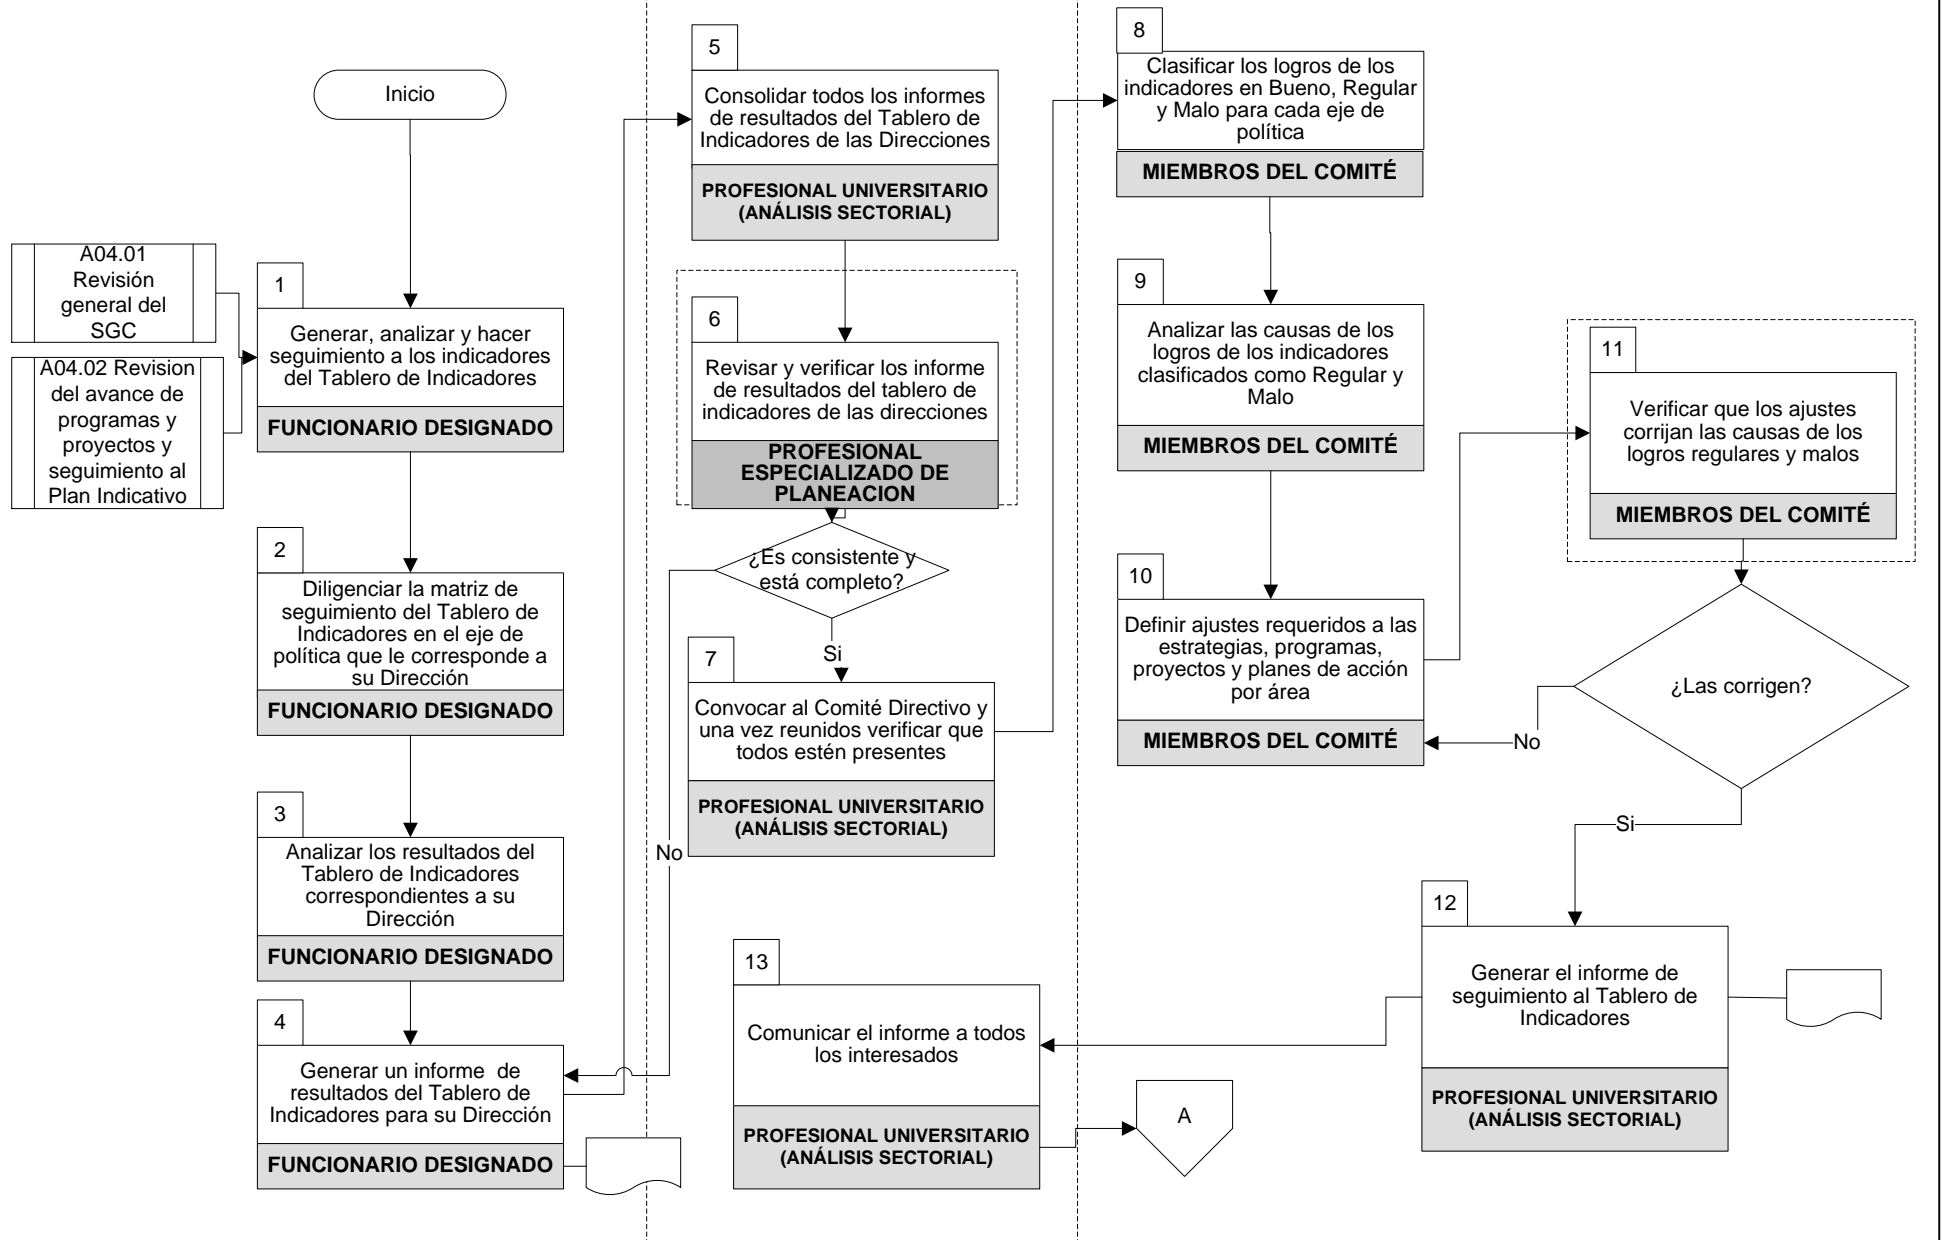 Inicio
A04.01
Revisión
general del
SGC
A04.02 Revision
del avance de
programas y
proyectos y
seguimiento al
Plan Indicativo
1
Generar, analizar y hacer
seguimiento a los indicadores
del Tablero de Indicadores
FUNCIONARIO DESIGNADO
2
Diligenciar la matriz de
seguimiento del Tablero de
Indicadores en el eje de
política que le corresponde a
su Dirección
FUNCIONARIO DESIGNADO
3
Analizar los resultados del
Tablero de Indicadores
correspondientes a su
Dirección
FUNCIONARIO DESIGNADO
4
Generar un informe de
resultados del Tablero de
Indicadores para su Dirección
FUNCIONARIO DESIGNADO
5
Consolidar todos los informes
de resultados del Tablero de
Indicadores de las Direcciones
PROFESIONAL UNIVERSITARIO
(ANÁLISIS SECTORIAL)
6
Revisar y verificar los informe
de resultados del tablero de
indicadores de las direcciones
PROFESIONAL
ESPECIALIZADO DE
PLANEACION
¿Es consistente y
está completo?
Si
No
7
Convocar al Comité Directivo y
una vez reunidos verificar que
todos estén presentes
PROFESIONAL UNIVERSITARIO
(ANÁLISIS SECTORIAL)
8
Clasificar los logros de los
indicadores en Bueno, Regular
y Malo para cada eje de
política
MIEMBROS DEL COMITÉ
9
Analizar las causas de los
logros de los indicadores
clasificados como Regular y
Malo
MIEMBROS DEL COMITÉ
10
Definir ajustes requeridos a las
estrategias, programas,
proyectos y planes de acción
por área
MIEMBROS DEL COMITÉ
11
Verificar que los ajustes
corrijan las causas de los
logros regulares y malos
MIEMBROS DEL COMITÉ
¿Las corrigen?
No
Si
12
Generar el informe de
seguimiento al Tablero de
Indicadores
PROFESIONAL UNIVERSITARIO
(ANÁLISIS SECTORIAL)
13
Comunicar el informe a todos
los interesados
PROFESIONAL UNIVERSITARIO
(ANÁLISIS SECTORIAL)
A